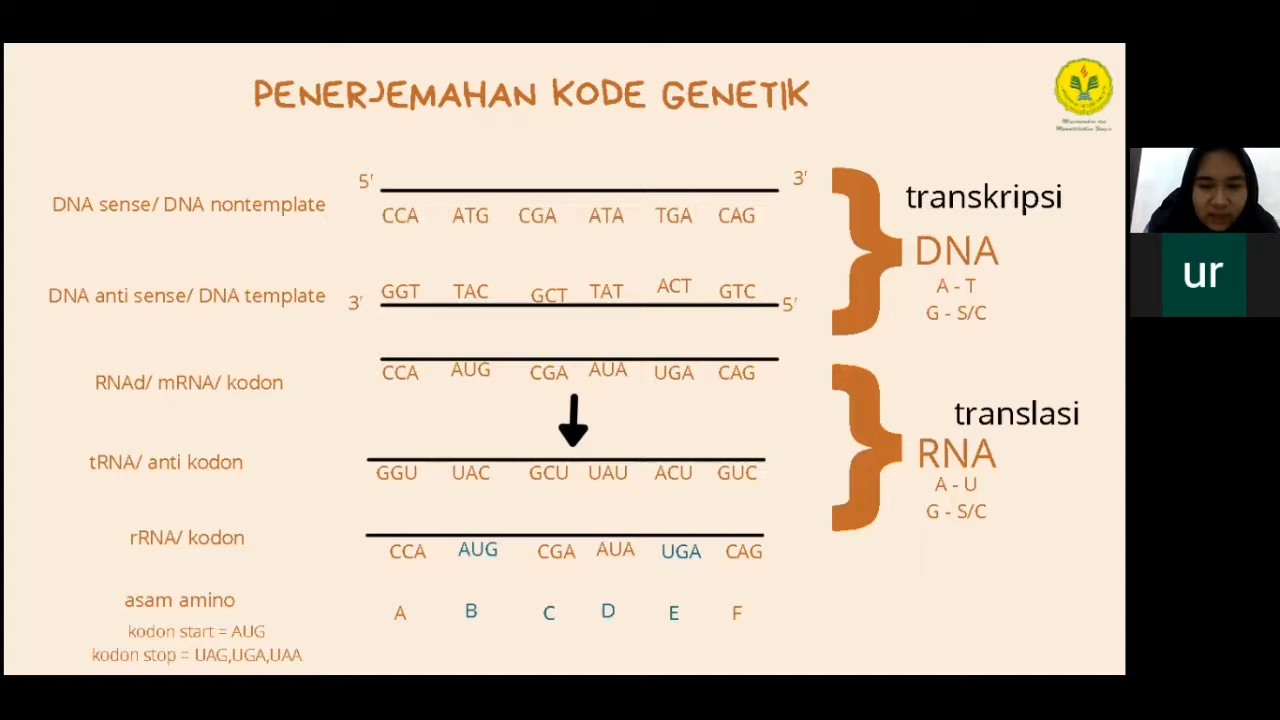 PENERJEMAHAN KODE GENETIK
5' 3'
DNA sense/ DNA nontemplate
CCA ATG CGA ATA TGA CAG
transkripsi
DNA
A - T
G - S/C
DNA anti sense/ DNA template
GGT TAC GCT TAT ACT GTC
3' 5'
RNAd/ mRNA/ kodon
CCA AUG CGA AUA UGA CAG
translasi
RNA
A - U
G - S/C
tRNA/ anti kodon
GGU UAC GCU UAU ACU GUC
rRNA/ kodon
CCA AUG CGA AUA UGA CAG
asam amino
A B C D E F
kodon start = AUG
kodon stop = UAG,UGA,UAA
ur